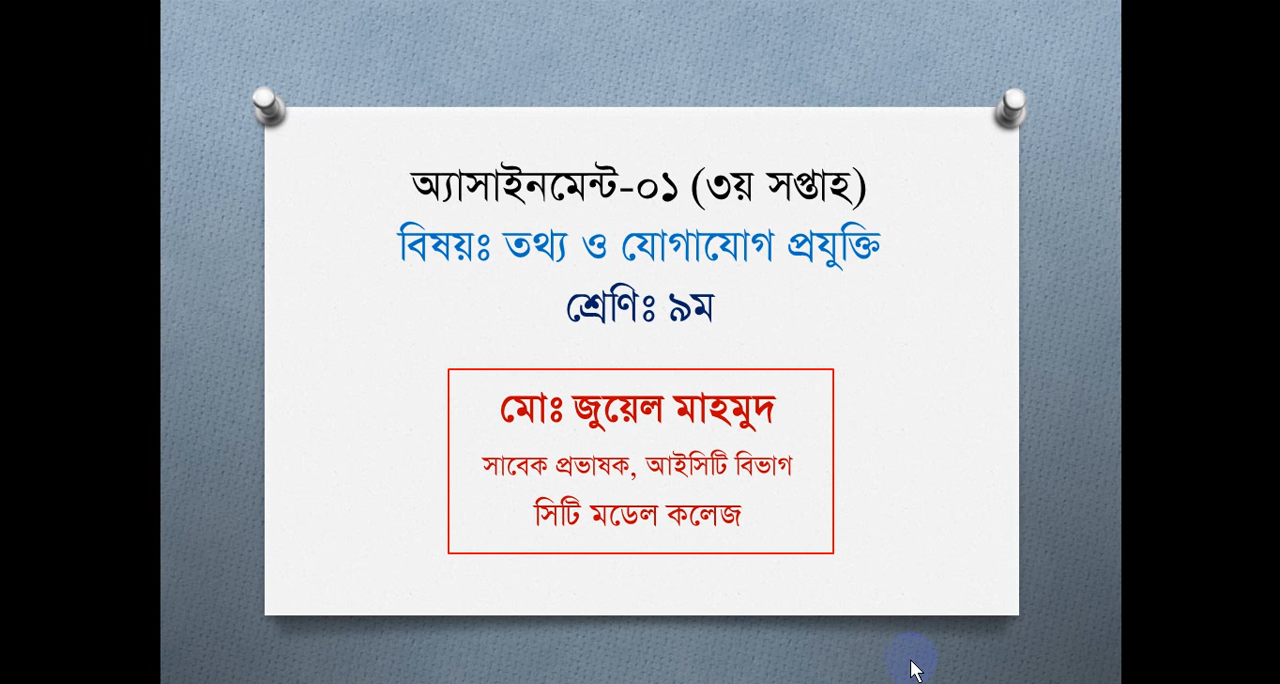 অ্যাসাইনমেন্ট-০১ (৩য় সপ্তাহ)
বিষয়ঃ তথ্য ও যোগাযোগ প্রযুক্তি
শ্রেণিঃ ৯ম
মোঃ জুয়েল মাহমুদ
সাবেক প্রভাষক, আইসিটি বিভাগ
সিটি মডেল কলেজ